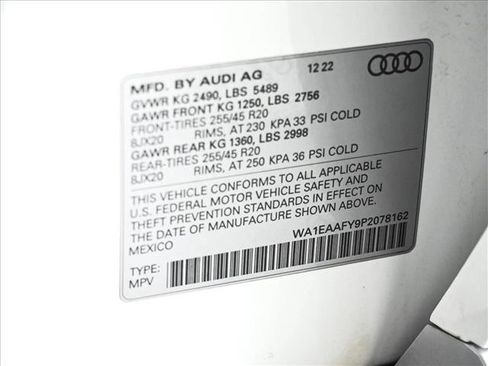 MFD. BY AUDI AG 12 22
GVWR KG 2490, LBS 5489
GAWR FRONT KG 1250, LBS 2756
FRONT-TIRES 255/45 R20
8JX20 RIMS, AT 230 KPA 33 PSI COLD
GAWR REAR KG 1360, LBS 2998
REAR-TIRES 255/45 R20
8JX20 RIMS, AT 250 KPA 36 PSI COLD
THIS VEHICLE CONFORMS TO ALL APPLICABLE
U.S. FEDERAL MOTOR VEHICLE SAFETY AND
THEFT PREVENTION STANDARDS IN EFFECT ON
THE DATE OF MANUFACTURE SHOWN ABOVE.
MEXICO WA1EAAFY9P2078162
TYPE:
MPV